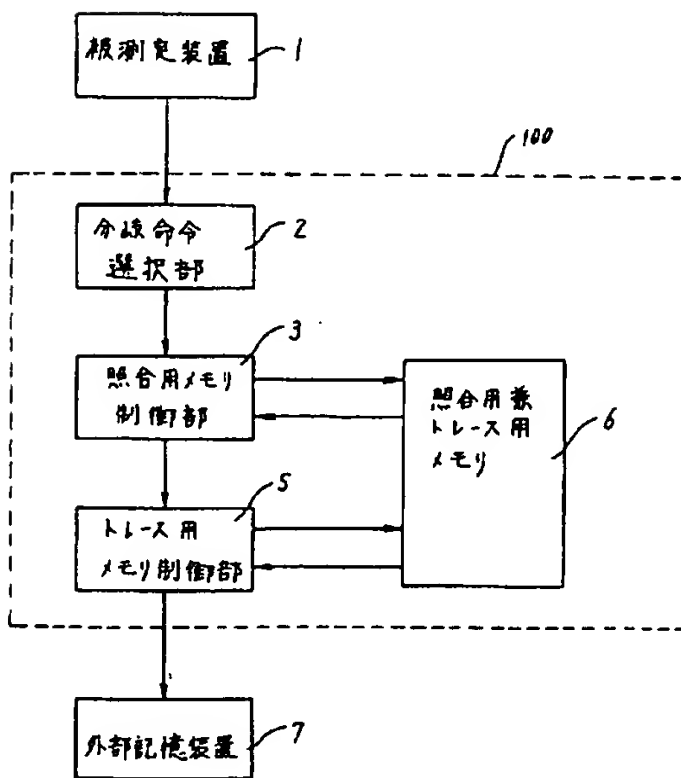 被測定装置
1
100
分岐命令
選択部
2
照合用メモリ
制御部
3
照合用兼
トレース用
メモリ
6
トレース用
メモリ制御部
5
外部記憶装置
7